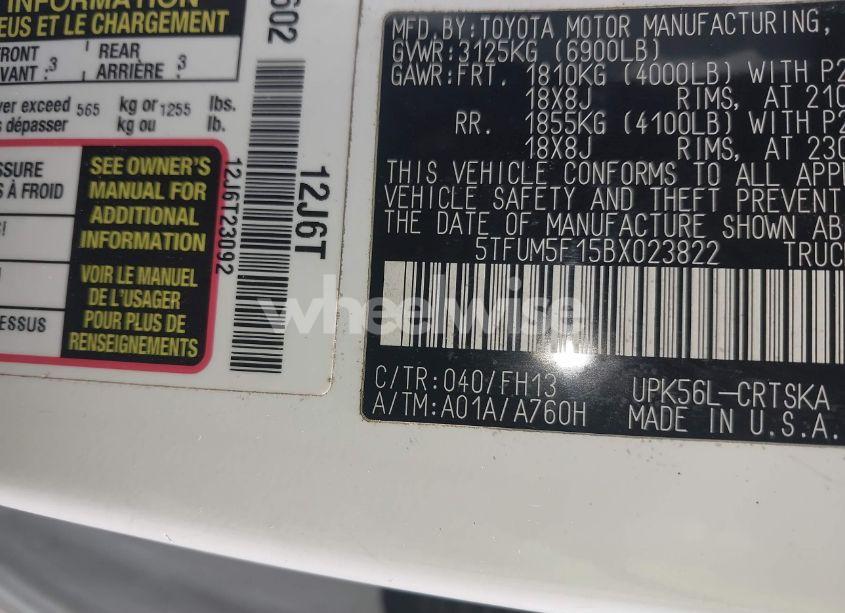 INFORMATION
EUS ET LE CHARGEMENT
FRONT
AVANT : 3
REAR
ARRIÈRE : 3
ver exceed 565 kg or 1255 lbs.
s dépasser kg ou lb.
ESSURE
S À FROID
SEE OWNER'S
MANUAL FOR
ADDITIONAL
INFORMATION
VOIR LE MANUEL
DE L'USAGER
POUR PLUS DE
RENSEIGNEMENTS
ESSUS
602
12J6T23092
12J6T
MFD.BY:TOYOTA MOTOR MANUFACTURING,
GVWR:3125KG (6900LB)
GAWR:FRT. 1810KG (4000LB) WITH P2
18X8J RIMS, AT 210
RR. 1855KG (4100LB) WITH P2
18X8J RIMS, AT 230
THIS VEHICLE CONFORMS TO ALL APPL
VEHICLE SAFETY AND THEFT PREVENT
THE DATE OF MANUFACTURE SHOWN AB
5TFUM5F15BX023822 TRUC
C/TR:040/FH13 UPK56L-CRTSKA
A/TM:A01A/A760H MADE IN U.S.A.
wheelwise